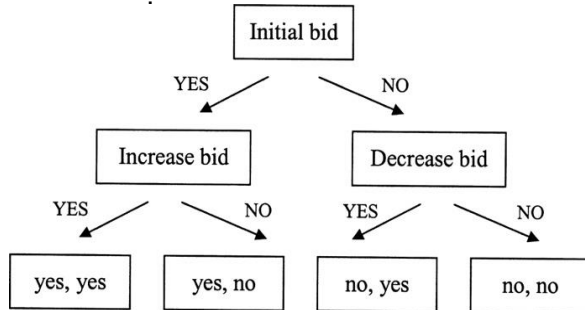 Initial bid
YES
NO
Increase bid
Decrease bid
YES
NO
YES
NO
yes, yes
yes, no
no, yes
no, no